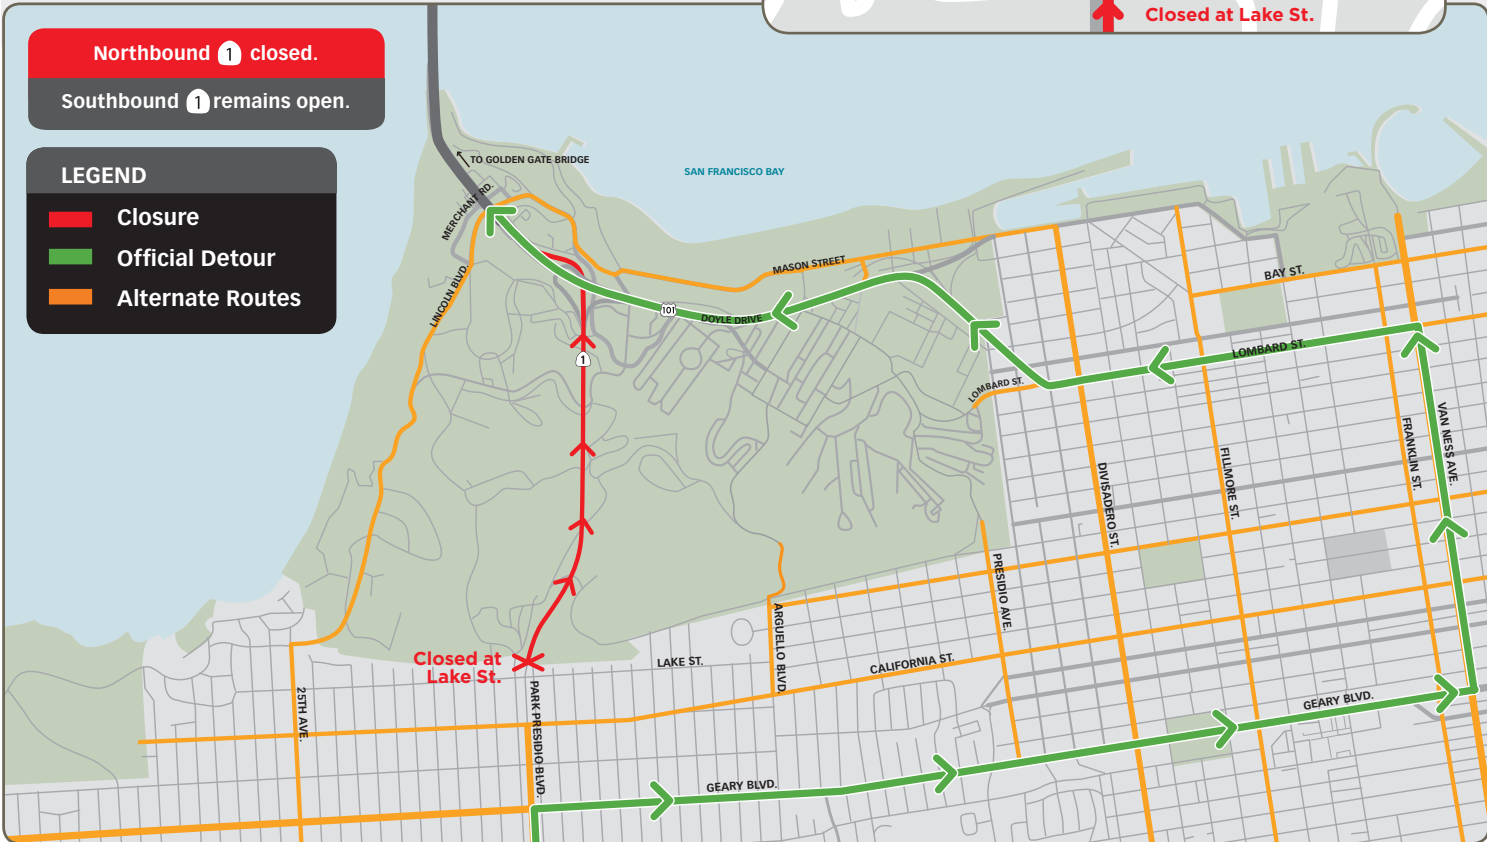 Closed at Lake St.
Northbound 1 closed.
Southbound 1 remains open.
LEGEND
Closure
Official Detour
Alternate Routes
TO GOLDEN GATE BRIDGE
SAN FRANCISCO BAY
MERCHANT RD.
LINCOLN BLVD.
MASON STREET
BAY ST.
101
DOYLE DRIVE
1
LOMBARD ST.
LOMBARD ST.
FRANKLIN ST.
VAN NESS AVE.
FILLMORE ST.
DIVISADERO ST.
PRESIDIO AVE.
ARGUELLO BLVD.
Closed at
Lake St.
LAKE ST.
CALIFORNIA ST.
25TH AVE.
PARK PRESIDIO BLVD.
GEARY BLVD.
GEARY BLVD.